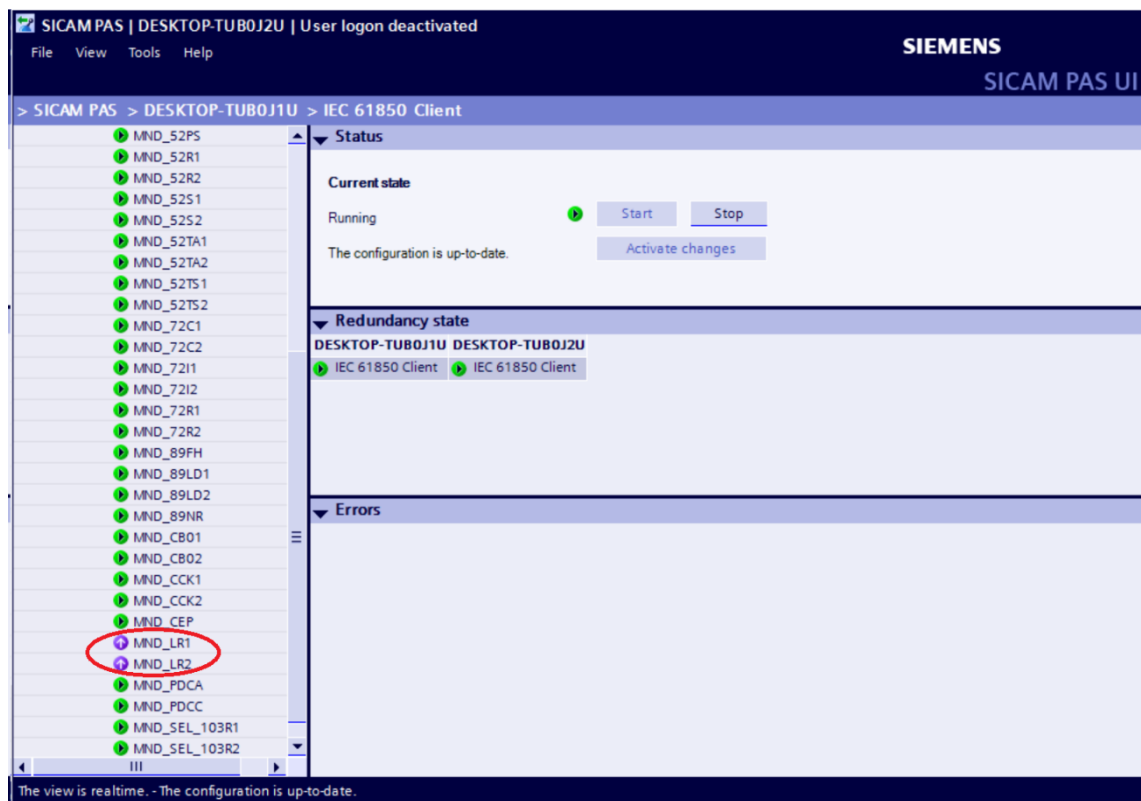 SICAM PAS | DESKTOP-TUB0J2U | User logon deactivated
File View Tools Help
SIEMENS
SICAM PAS UI
> SICAM PAS > DESKTOP-TUB0J1U > IEC 61850 Client
MND_52PS
MND_52R1
MND_52R2
MND_52S1
MND_52S2
MND_52TA1
MND_52TA2
MND_52TS1
MND_52TS2
MND_72C1
MND_72C2
MND_72I1
MND_72I2
MND_72R1
MND_72R2
MND_89FH
MND_89LD1
MND_89LD2
MND_89NR
MND_CB01
MND_CB02
MND_CCK1
MND_CCK2
MND_CEP
MND_LR1
MND_LR2
MND_PDCA
MND_PDCC
MND_SEL_103R1
MND_SEL_103R2
Status
Current state
Running Start Stop
The configuration is up-to-date. Activate changes
Redundancy state
DESKTOP-TUB0J1U DESKTOP-TUB0J2U
IEC 61850 Client IEC 61850 Client
Errors
The view is realtime. - The configuration is up-to-date.